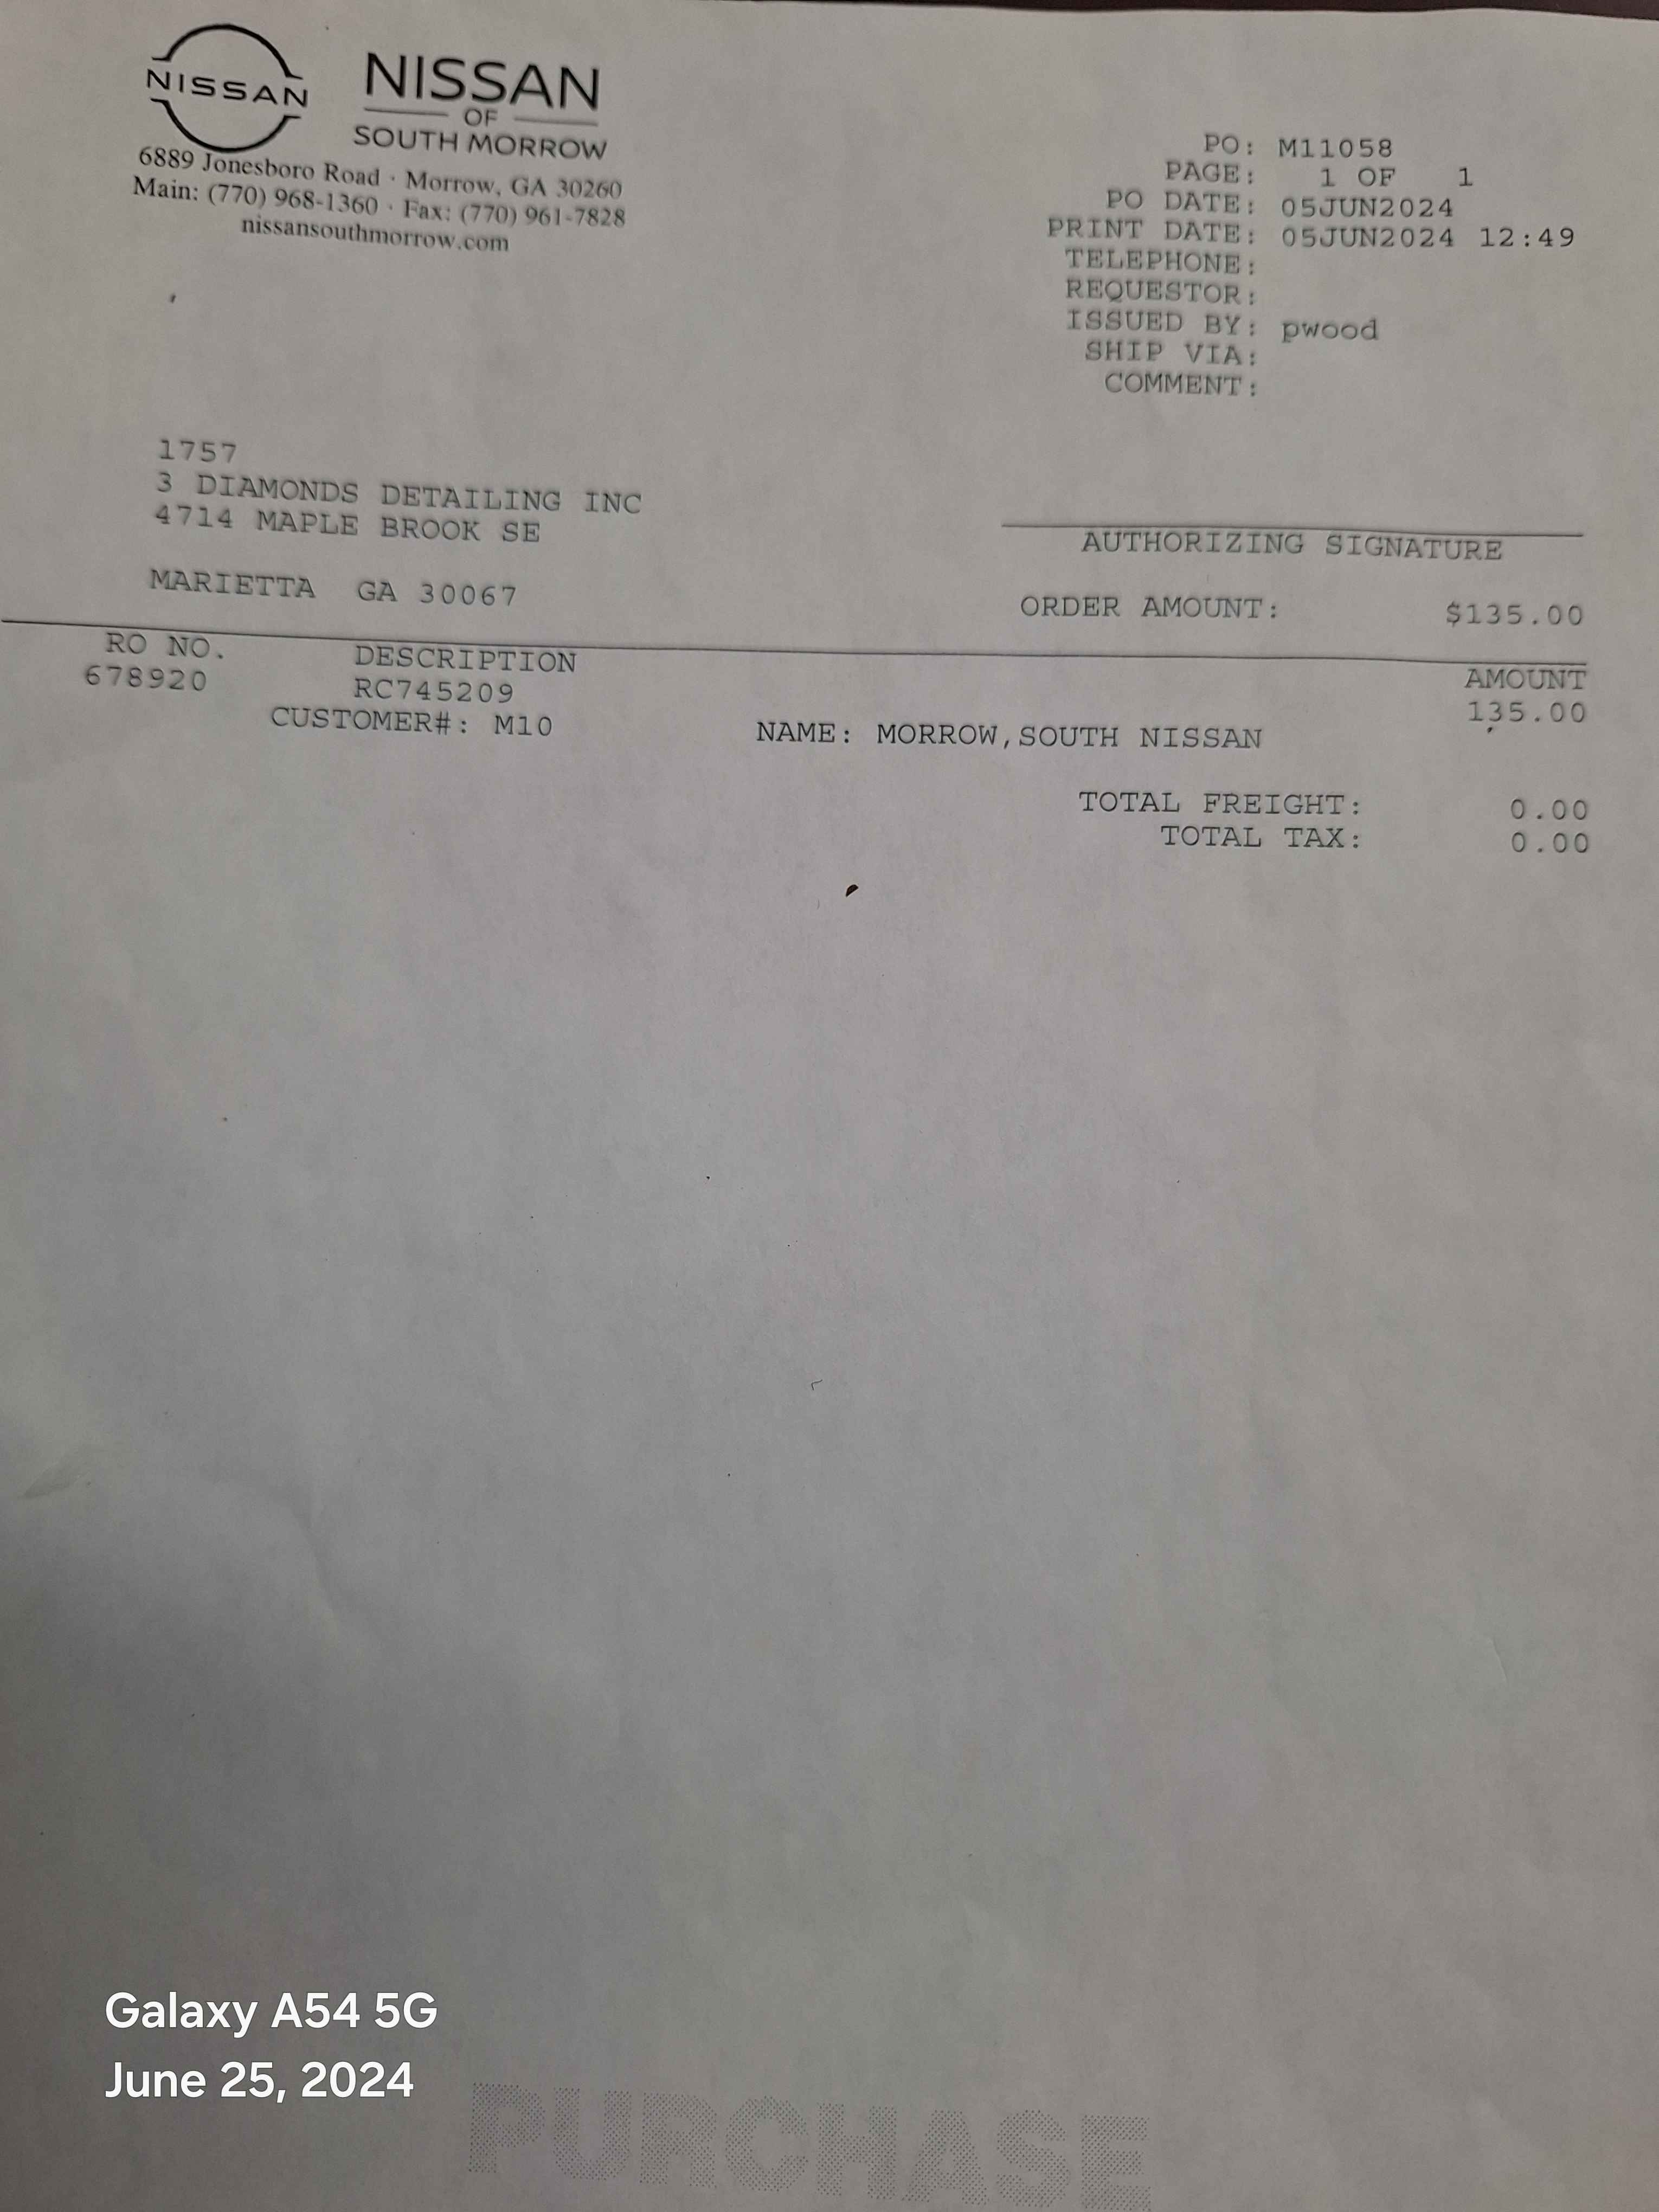 NISSAN
NISSAN
OF
SOUTH MORROW
6889 Jonesboro Road · Morrow, GA 30260
Main: (770) 968-1360 · Fax: (770) 961-7828
nissansouthmorrow.com
PO: M11058
PAGE: 1 OF 1
PO DATE: 05JUN2024
PRINT DATE: 05JUN2024 12:49
TELEPHONE:
REQUESTOR:
ISSUED BY: pwood
SHIP VIA:
COMMENT:
1757
3 DIAMONDS DETAILING INC
4714 MAPLE BROOK SE
MARIETTA GA 30067
AUTHORIZING SIGNATURE
ORDER AMOUNT: $135.00
RO NO. DESCRIPTION AMOUNT
678920 RC745209 135.00
CUSTOMER#: M10 NAME: MORROW,SOUTH NISSAN
TOTAL FREIGHT: 0.00
TOTAL TAX: 0.00
Galaxy A54 5G
June 25, 2024
PURCHASE